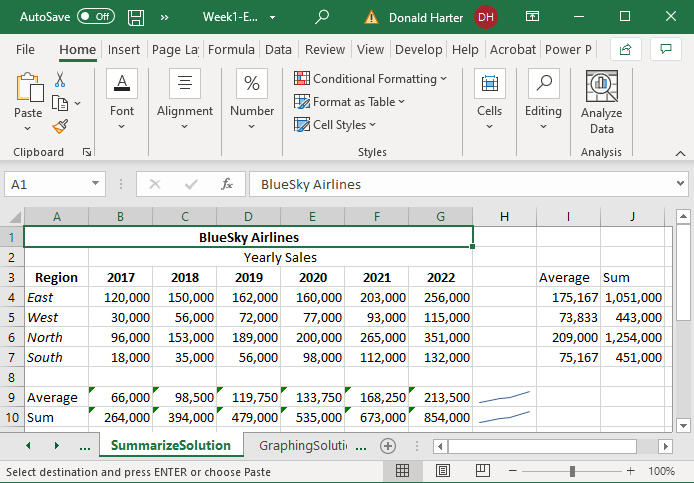 AutoSave Off Week1-E... Donald Harter DH
File Home Insert Page La Formula Data Review View Develop Help Acrobat Power P
Paste
Font Alignment Number
Conditional Formatting
Format as Table
Cell Styles
Cells Editing Analyze Data
Clipboard Styles Analysis
A1 fx BlueSky Airlines
A B C D E F G H I J
1 BlueSky Airlines
2 Yearly Sales
3 Region 2017 2018 2019 2020 2021 2022 Average Sum
4 East 120,000 150,000 162,000 160,000 203,000 256,000 175,167 1,051,000
5 West 30,000 56,000 72,000 77,000 93,000 115,000 73,833 443,000
6 North 96,000 153,000 189,000 200,000 265,000 351,000 209,000 1,254,000
7 South 18,000 35,000 56,000 98,000 112,000 132,000 75,167 451,000
8
9 Average 66,000 98,500 119,750 133,750 168,250 213,500
10 Sum 264,000 394,000 479,000 535,000 673,000 854,000
... SummarizeSolution GraphingSoluti ...
Select destination and press ENTER or choose Paste 100%